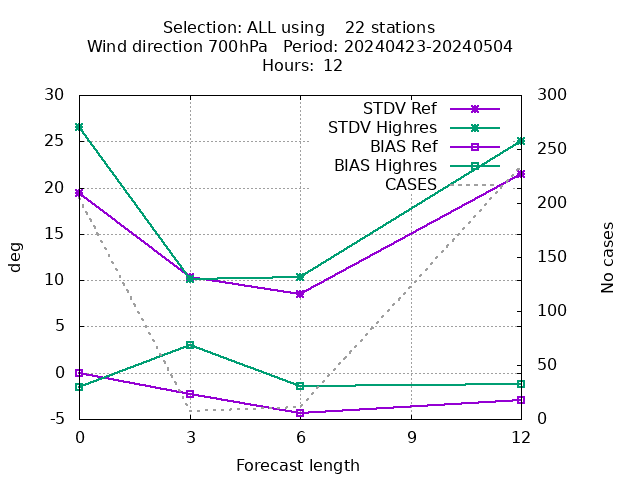 Selection: ALL using    22 stations
Wind direction 700hPa   Period: 20240423-20240504
Hours:  12
STDV Ref
STDV Highres
BIAS Ref
BIAS Highres
CASES
30
25
20
15
10
5
0
-5
deg
300
250
200
150
100
50
0
No cases
0 3 6 9 12
Forecast length